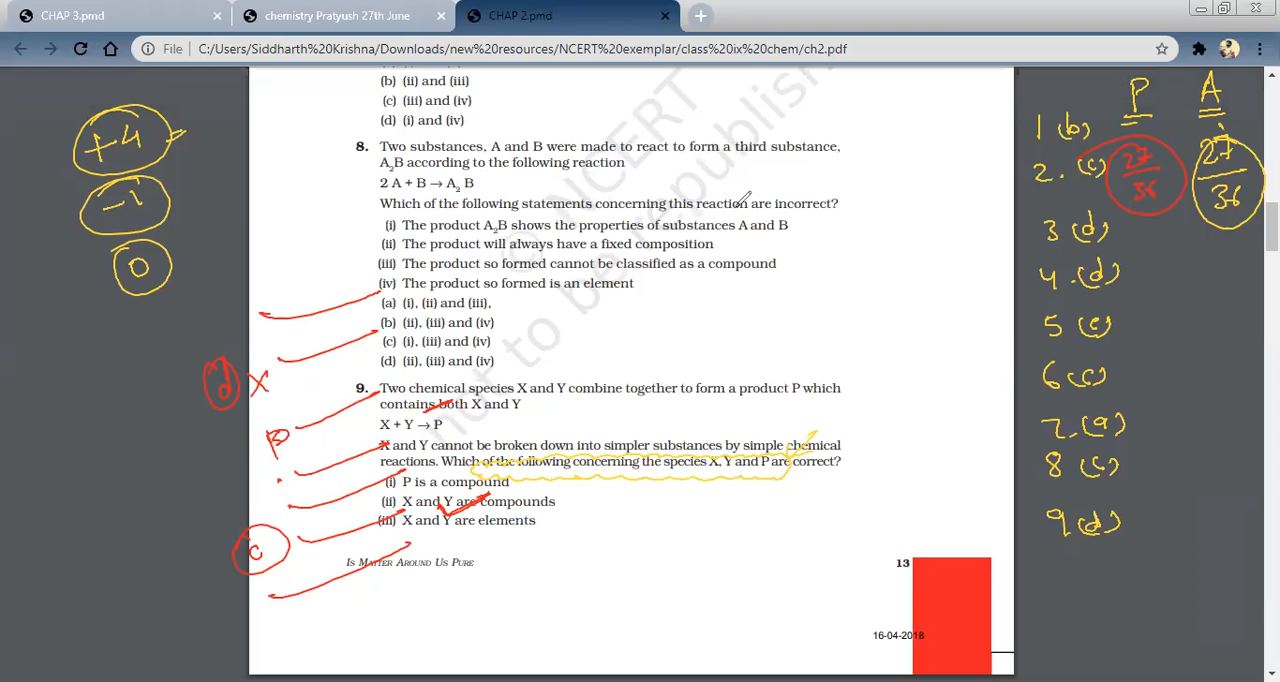 CHAP 3.pmd
chemistry Pratyush 27th June
CHAP 2.pmd
File
C:/Users/Siddharth%20Krishna/Downloads/new%20resources/NCERT%20exemplar/class%20ix%20chem/ch2.pdf
(b) (ii) and (iii)
(c) (iii) and (iv)
(d) (i) and (iv)
8. Two substances, A and B were made to react to form a third substance,
A2B according to the following reaction
2 A + B → A2 B
Which of the following statements concerning this reaction are incorrect?
(i) The product A2B shows the properties of substances A and B
(ii) The product will always have a fixed composition
(iii) The product so formed cannot be classified as a compound
(iv) The product so formed is an element
(a) (i), (ii) and (iii),
(b) (ii), (iii) and (iv)
(c) (i), (iii) and (iv)
(d) (ii), (iii) and (iv)
9. Two chemical species X and Y combine together to form a product P which
contains both X and Y
X + Y → P
X and Y cannot be broken down into simpler substances by simple chemical
reactions. Which of the following concerning the species X, Y and P are correct?
(i) P is a compound
(ii) X and Y are compounds
(iii) X and Y are elements
IS MATTER AROUND US PURE
13
16-04-2018
© NCERT
not to be republish
+4
-1
0
d X
C
P A
1 (b)
2. (c) 27/36 27/36
3 (d)
4. (d)
5 (c)
6 (c)
7. (a)
8 (c)
9 (d)